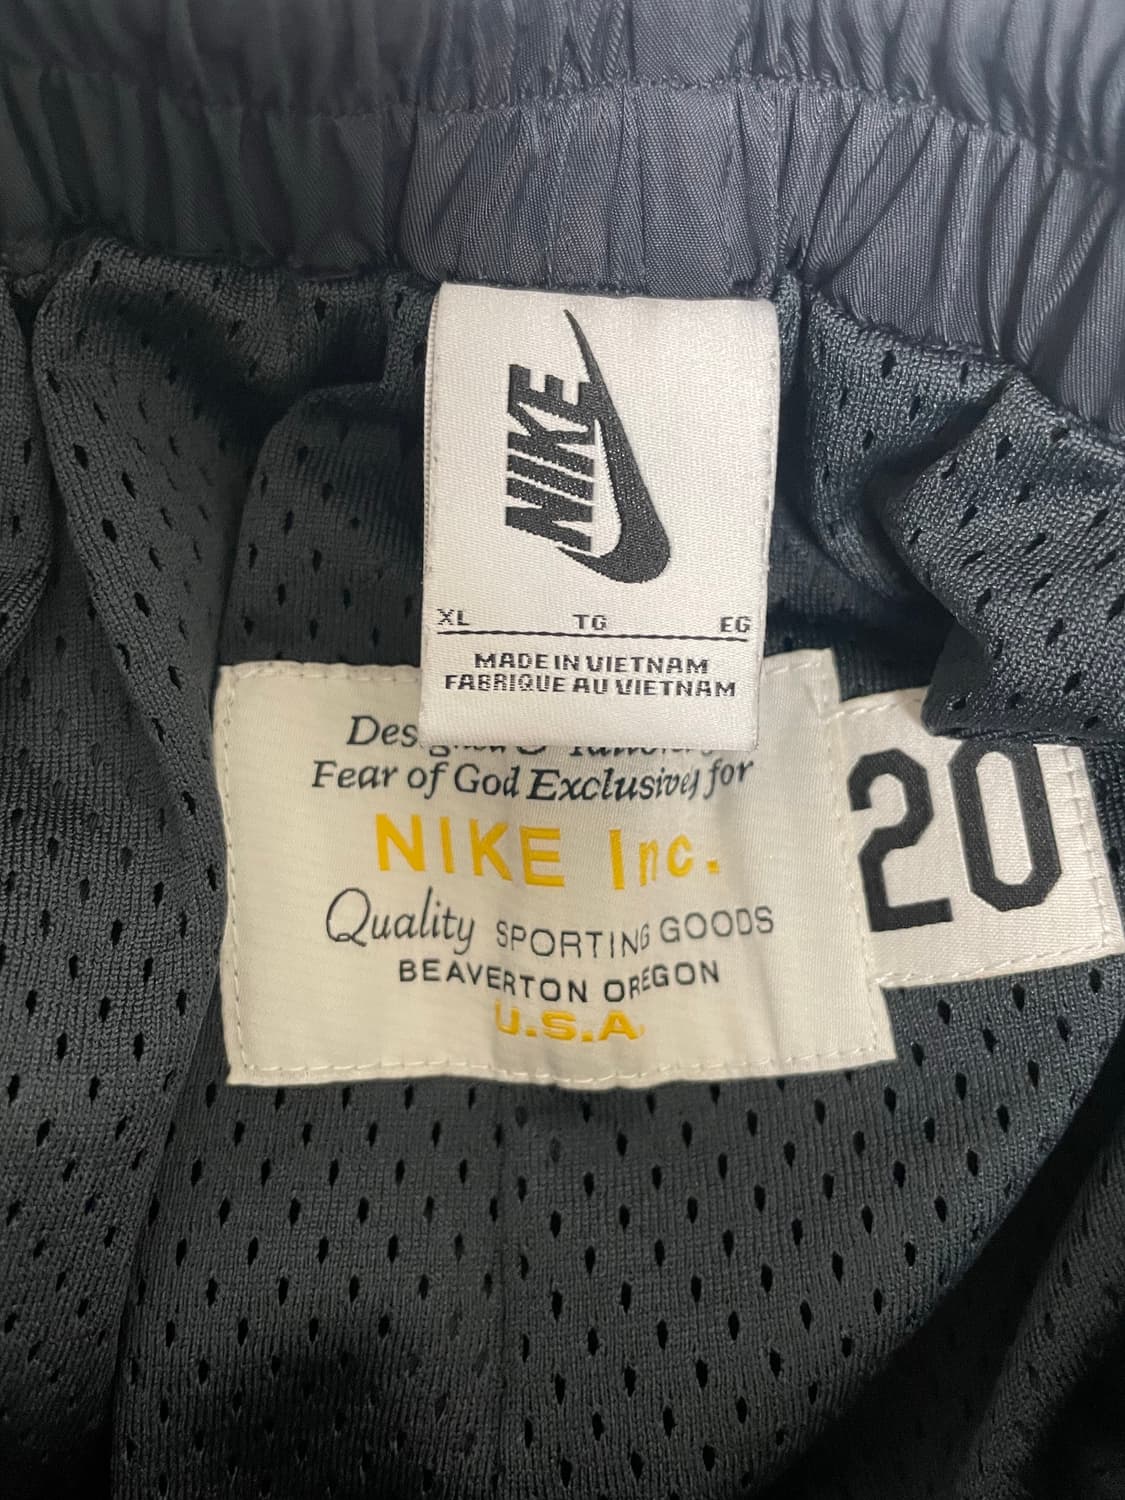 NIKE
XL TG EG
MADE IN VIETNAM
FABRIQUE AU VIETNAM
Fear of God Exclusively for
NIKE Inc.
Quality SPORTING GOODS
BEAVERTON OREGON
U.S.A
20